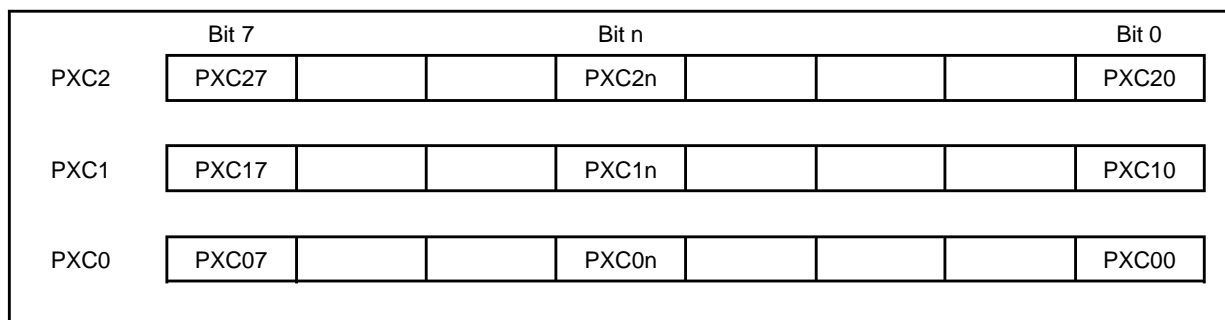 Bit 7 Bit n Bit 0
PXC2 PXC27 PXC2n PXC20
PXC1 PXC17 PXC1n PXC10
PXC0 PXC07 PXC0n PXC00